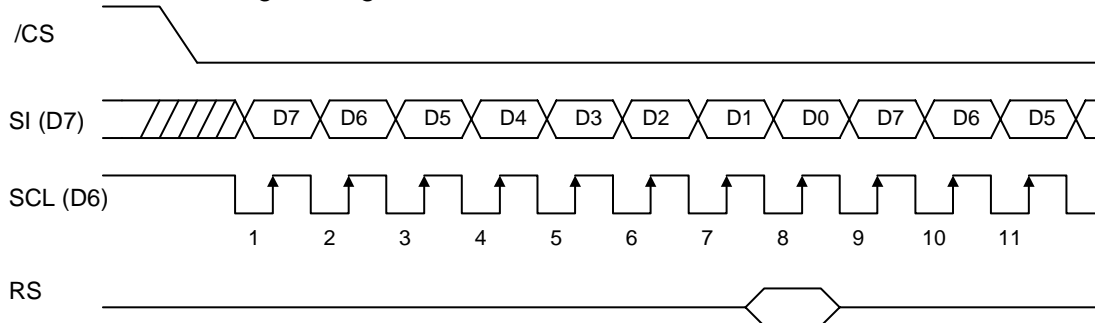 /CS
SI (D7) D7 D6 D5 D4 D3 D2 D1 D0 D7 D6 D5
SCL (D6)
1 2 3 4 5 6 7 8 9 10 11
RS